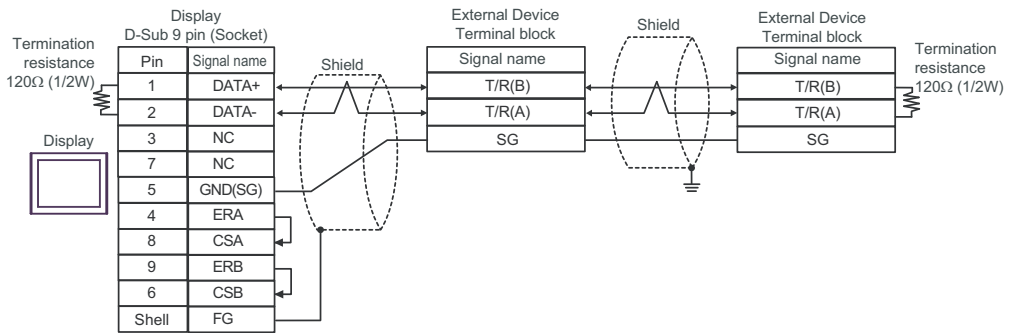 Display
D-Sub 9 pin (Socket)
Termination
resistance
120Ω (1/2W)
Display
Pin Signal name
1 DATA+
2 DATA-
3 NC
7 NC
5 GND(SG)
4 ERA
8 CSA
9 ERB
6 CSB
Shell FG
Shield
External Device
Terminal block
Signal name
T/R(B)
T/R(A)
SG
Shield
External Device
Terminal block
Signal name
T/R(B)
T/R(A)
SG
Termination
resistance
120Ω (1/2W)